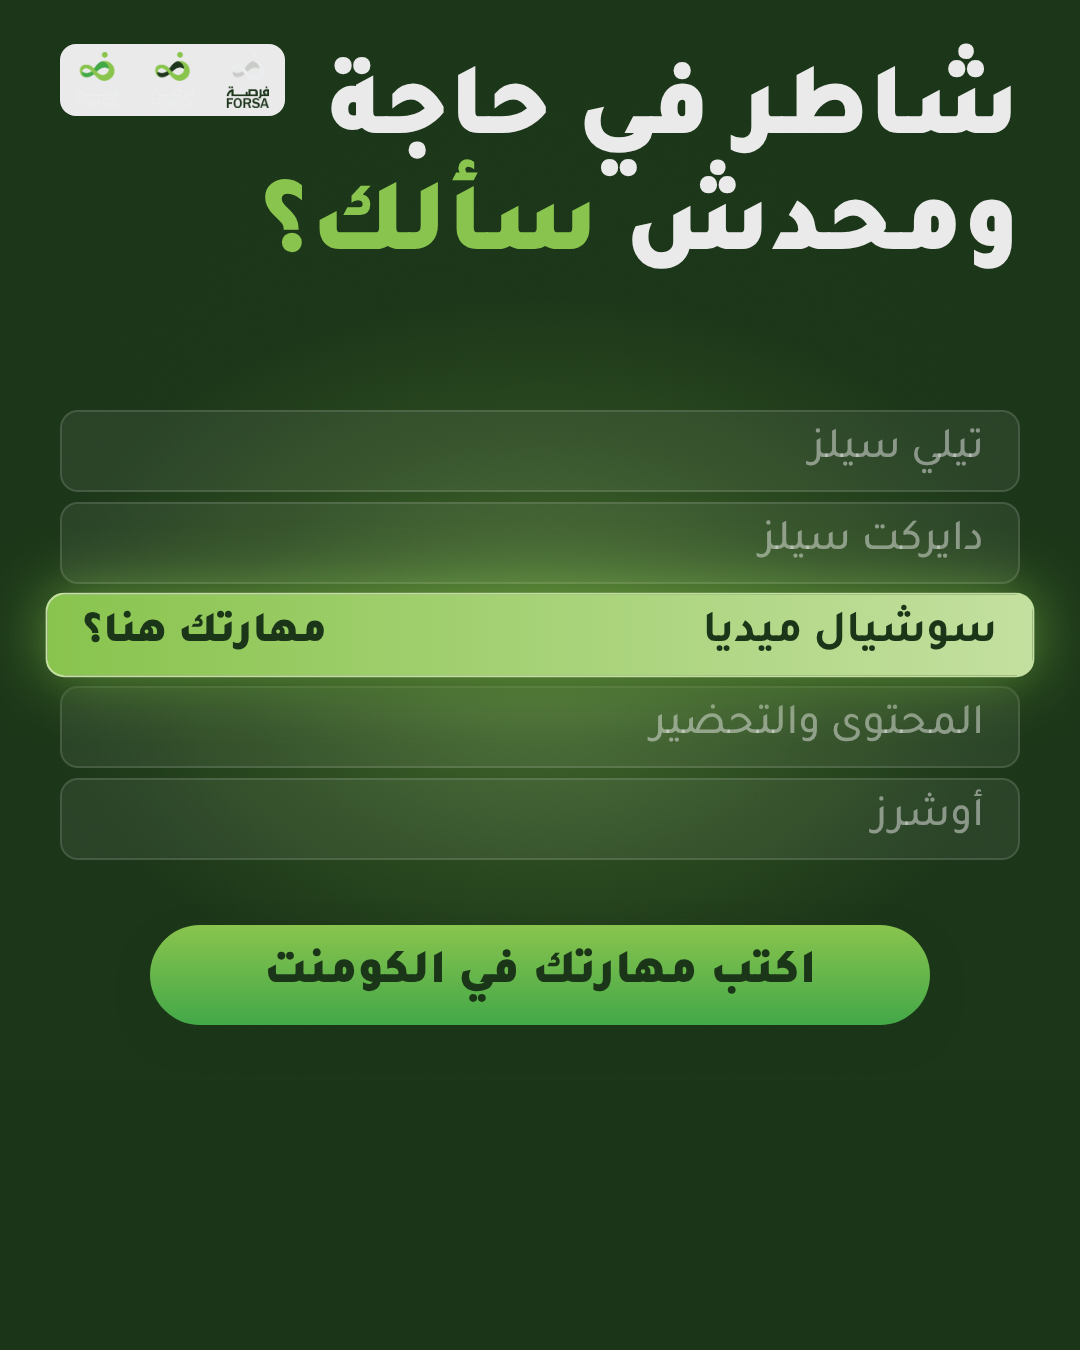 شاطر في حاجة
ومحدش سألك؟
فرصة
FORSA
تيلي سيلز
دايركت سيلز
سوشيال ميديا
مهارتك هنا؟
المحتوى والتحضير
أوشرز
اكتب مهارتك في الكومنت